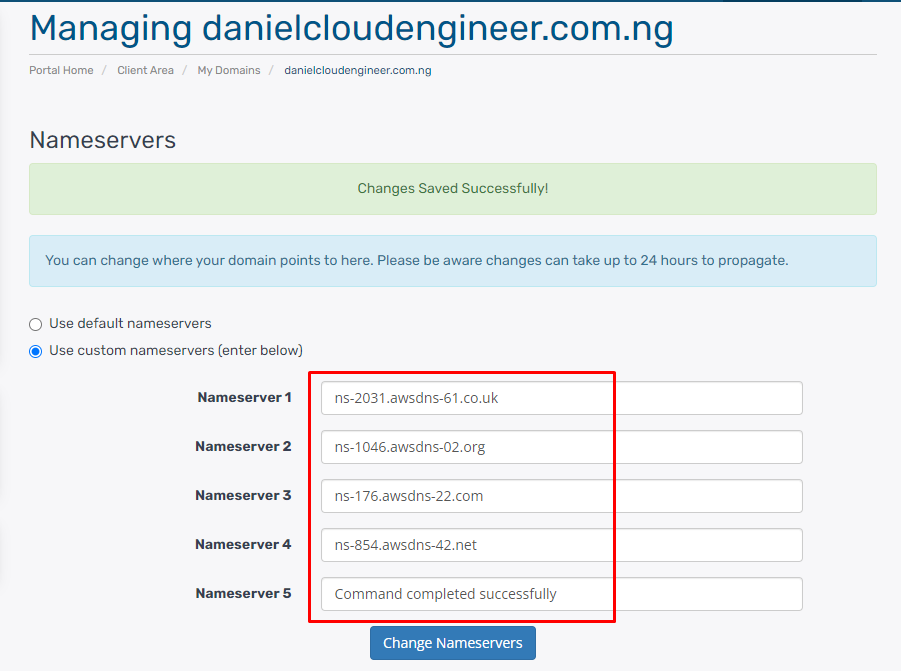 Managing danielcloudengineer.com.ng
Portal Home / Client Area / My Domains / danielcloudengineer.com.ng
Nameservers
Changes Saved Successfully!
You can change where your domain points to here. Please be aware changes can take up to 24 hours to propagate.
Use default nameservers
Use custom nameservers (enter below)
Nameserver 1 ns-2031.awsdns-61.co.uk
Nameserver 2 ns-1046.awsdns-02.org
Nameserver 3 ns-176.awsdns-22.com
Nameserver 4 ns-854.awsdns-42.net
Nameserver 5 Command completed successfully
Change Nameservers